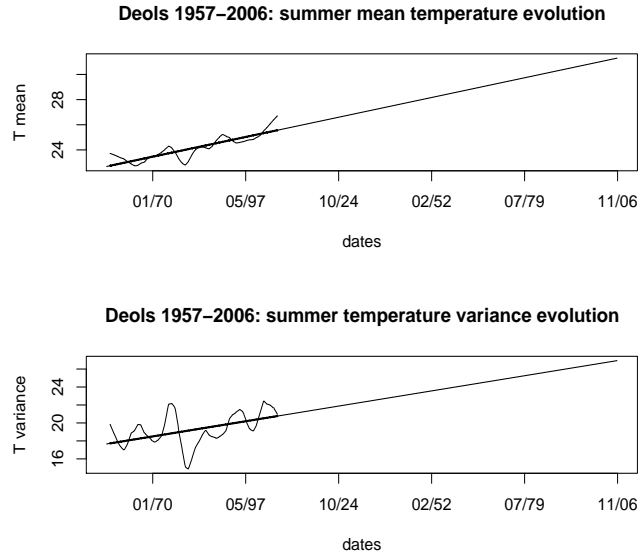 Deols 1957−2006: summer mean temperature evolution
T mean
28
24
01/70 05/97 10/24 02/52 07/79 11/06
dates
Deols 1957−2006: summer temperature variance evolution
T variance
24
20
16
01/70 05/97 10/24 02/52 07/79 11/06
dates